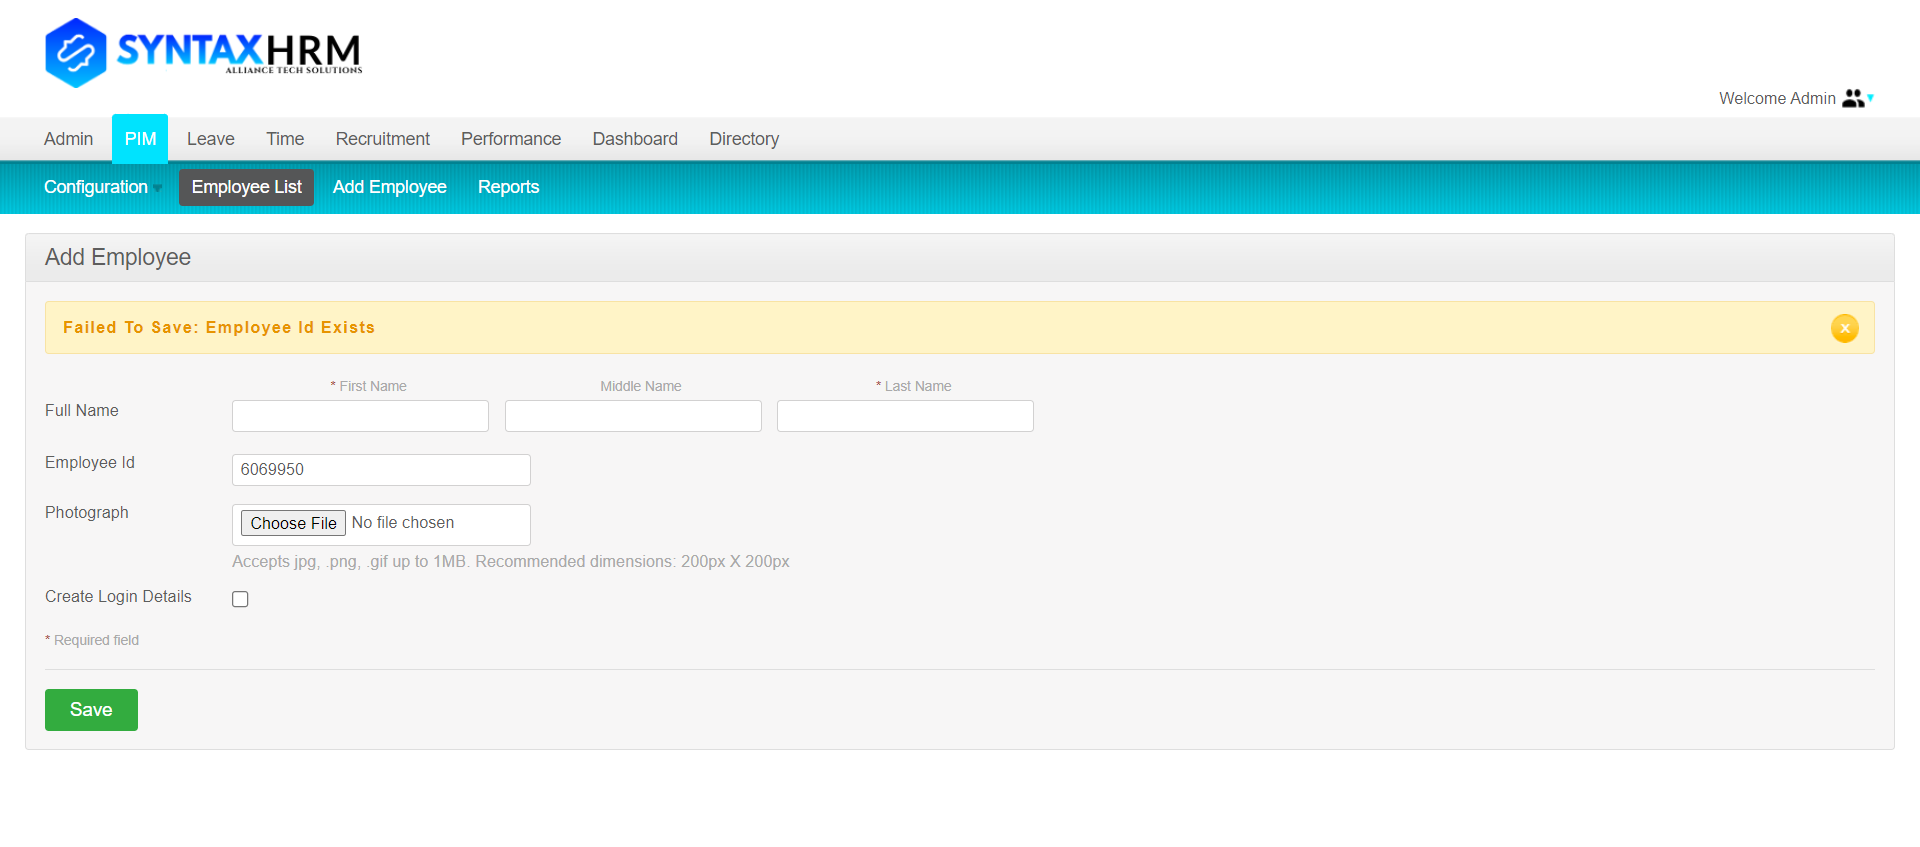 SYNTAXHRM
ALLIANCE TECH SOLUTIONS
Welcome Admin
Admin PIM Leave Time Recruitment Performance Dashboard Directory
Configuration Employee List Add Employee Reports
Add Employee
Failed To Save: Employee Id Exists
x
* First Name Middle Name * Last Name
Full Name
Employee Id 6069950
Photograph Choose File No file chosen
Accepts jpg, .png, .gif up to 1MB. Recommended dimensions: 200px X 200px
Create Login Details
* Required field
Save